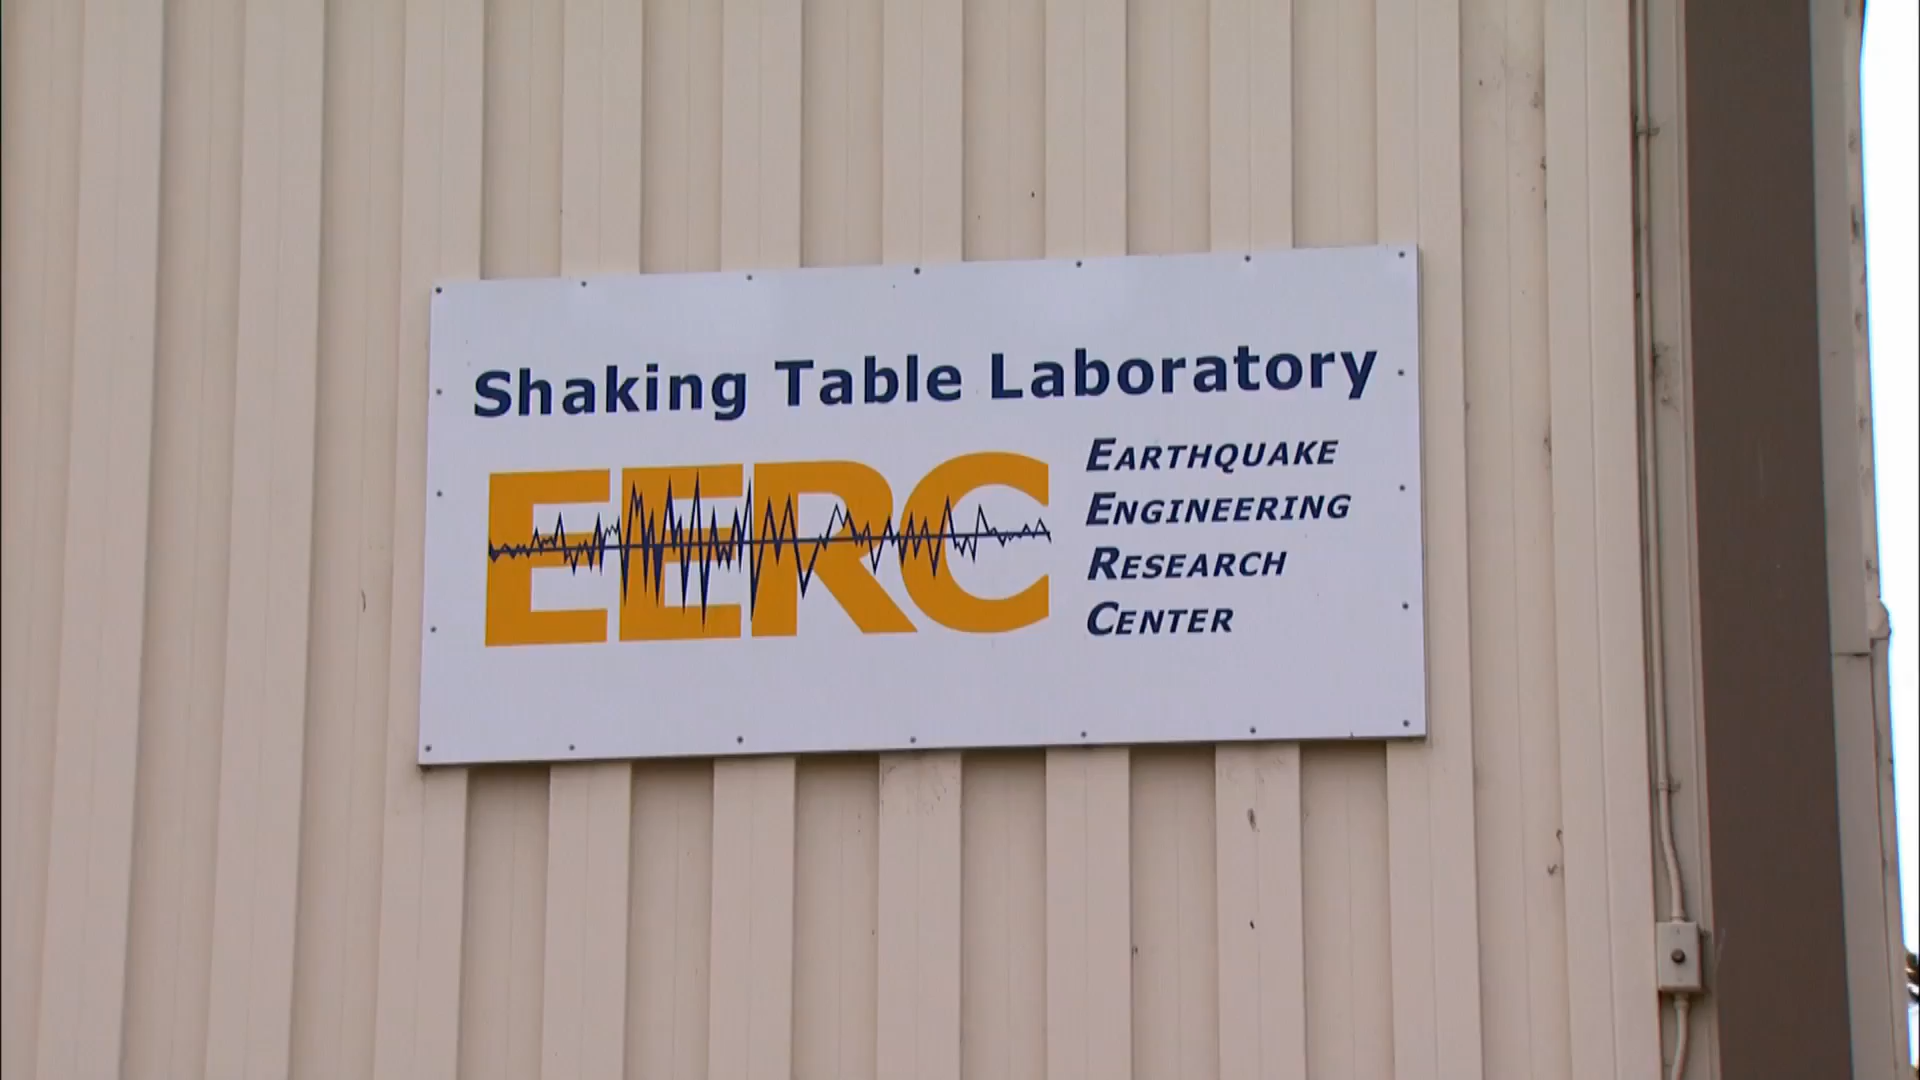 Shaking Table Laboratory
EERC
EARTHQUAKE
ENGINEERING
RESEARCH
CENTER